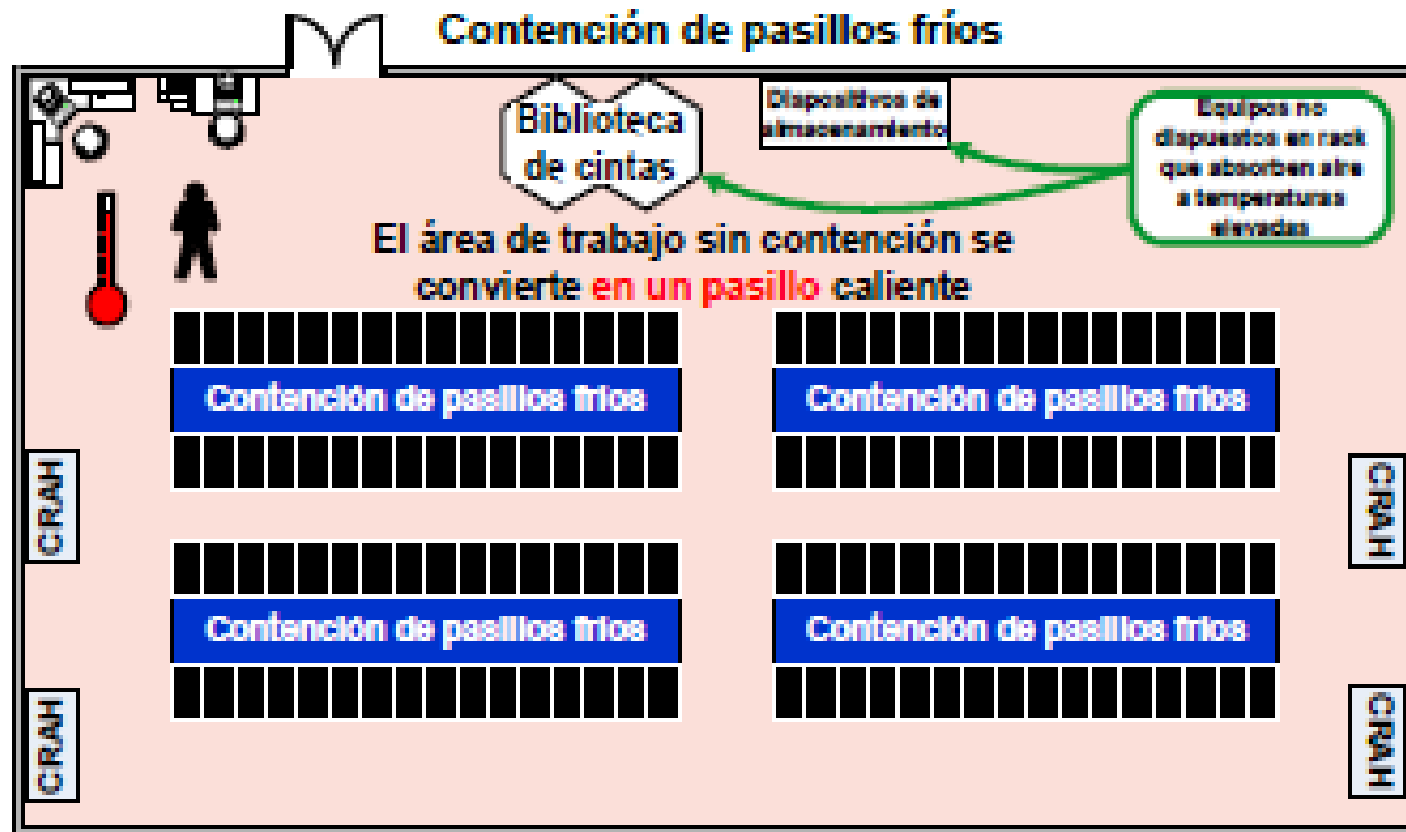 Contención de pasillos fríos
Biblioteca
de cintas
Dispositivos de
almacenamiento
Equipos no
dispuestos en rack
que absorben aire
a temperaturas
elevadas
El área de trabajo sin contención se
convierte en un pasillo caliente
Contención de pasillos fríos
Contención de pasillos fríos
CRAH
CRAH
Contención de pasillos fríos
Contención de pasillos fríos
CRAH
CRAH